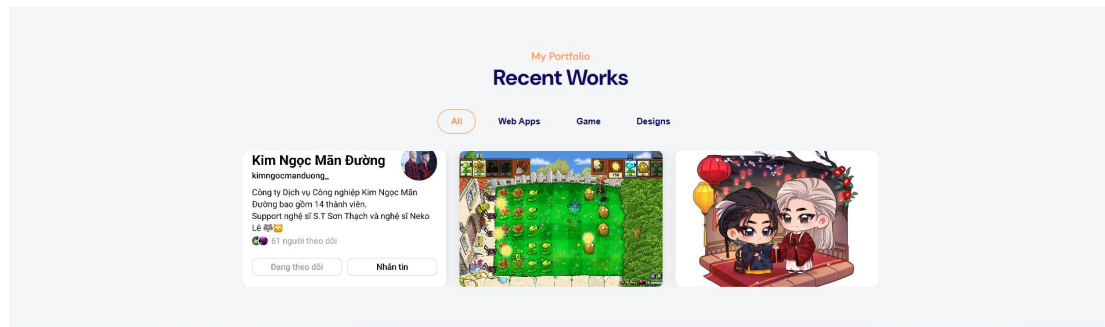 My Portfolio
Recent Works
All
Web Apps
Game
Designs
Kim Ngọc Mãn Đường
kimngocmanduong_
Công ty Dịch vụ Công nghiệp Kim Ngọc Mãn
Đường bao gồm 14 thành viên.
Support nghệ sĩ S.T Sơn Thạch và nghệ sĩ Neko
Lê 🐺🐱
61 người theo dõi
Đang theo dõi
Nhắn tin